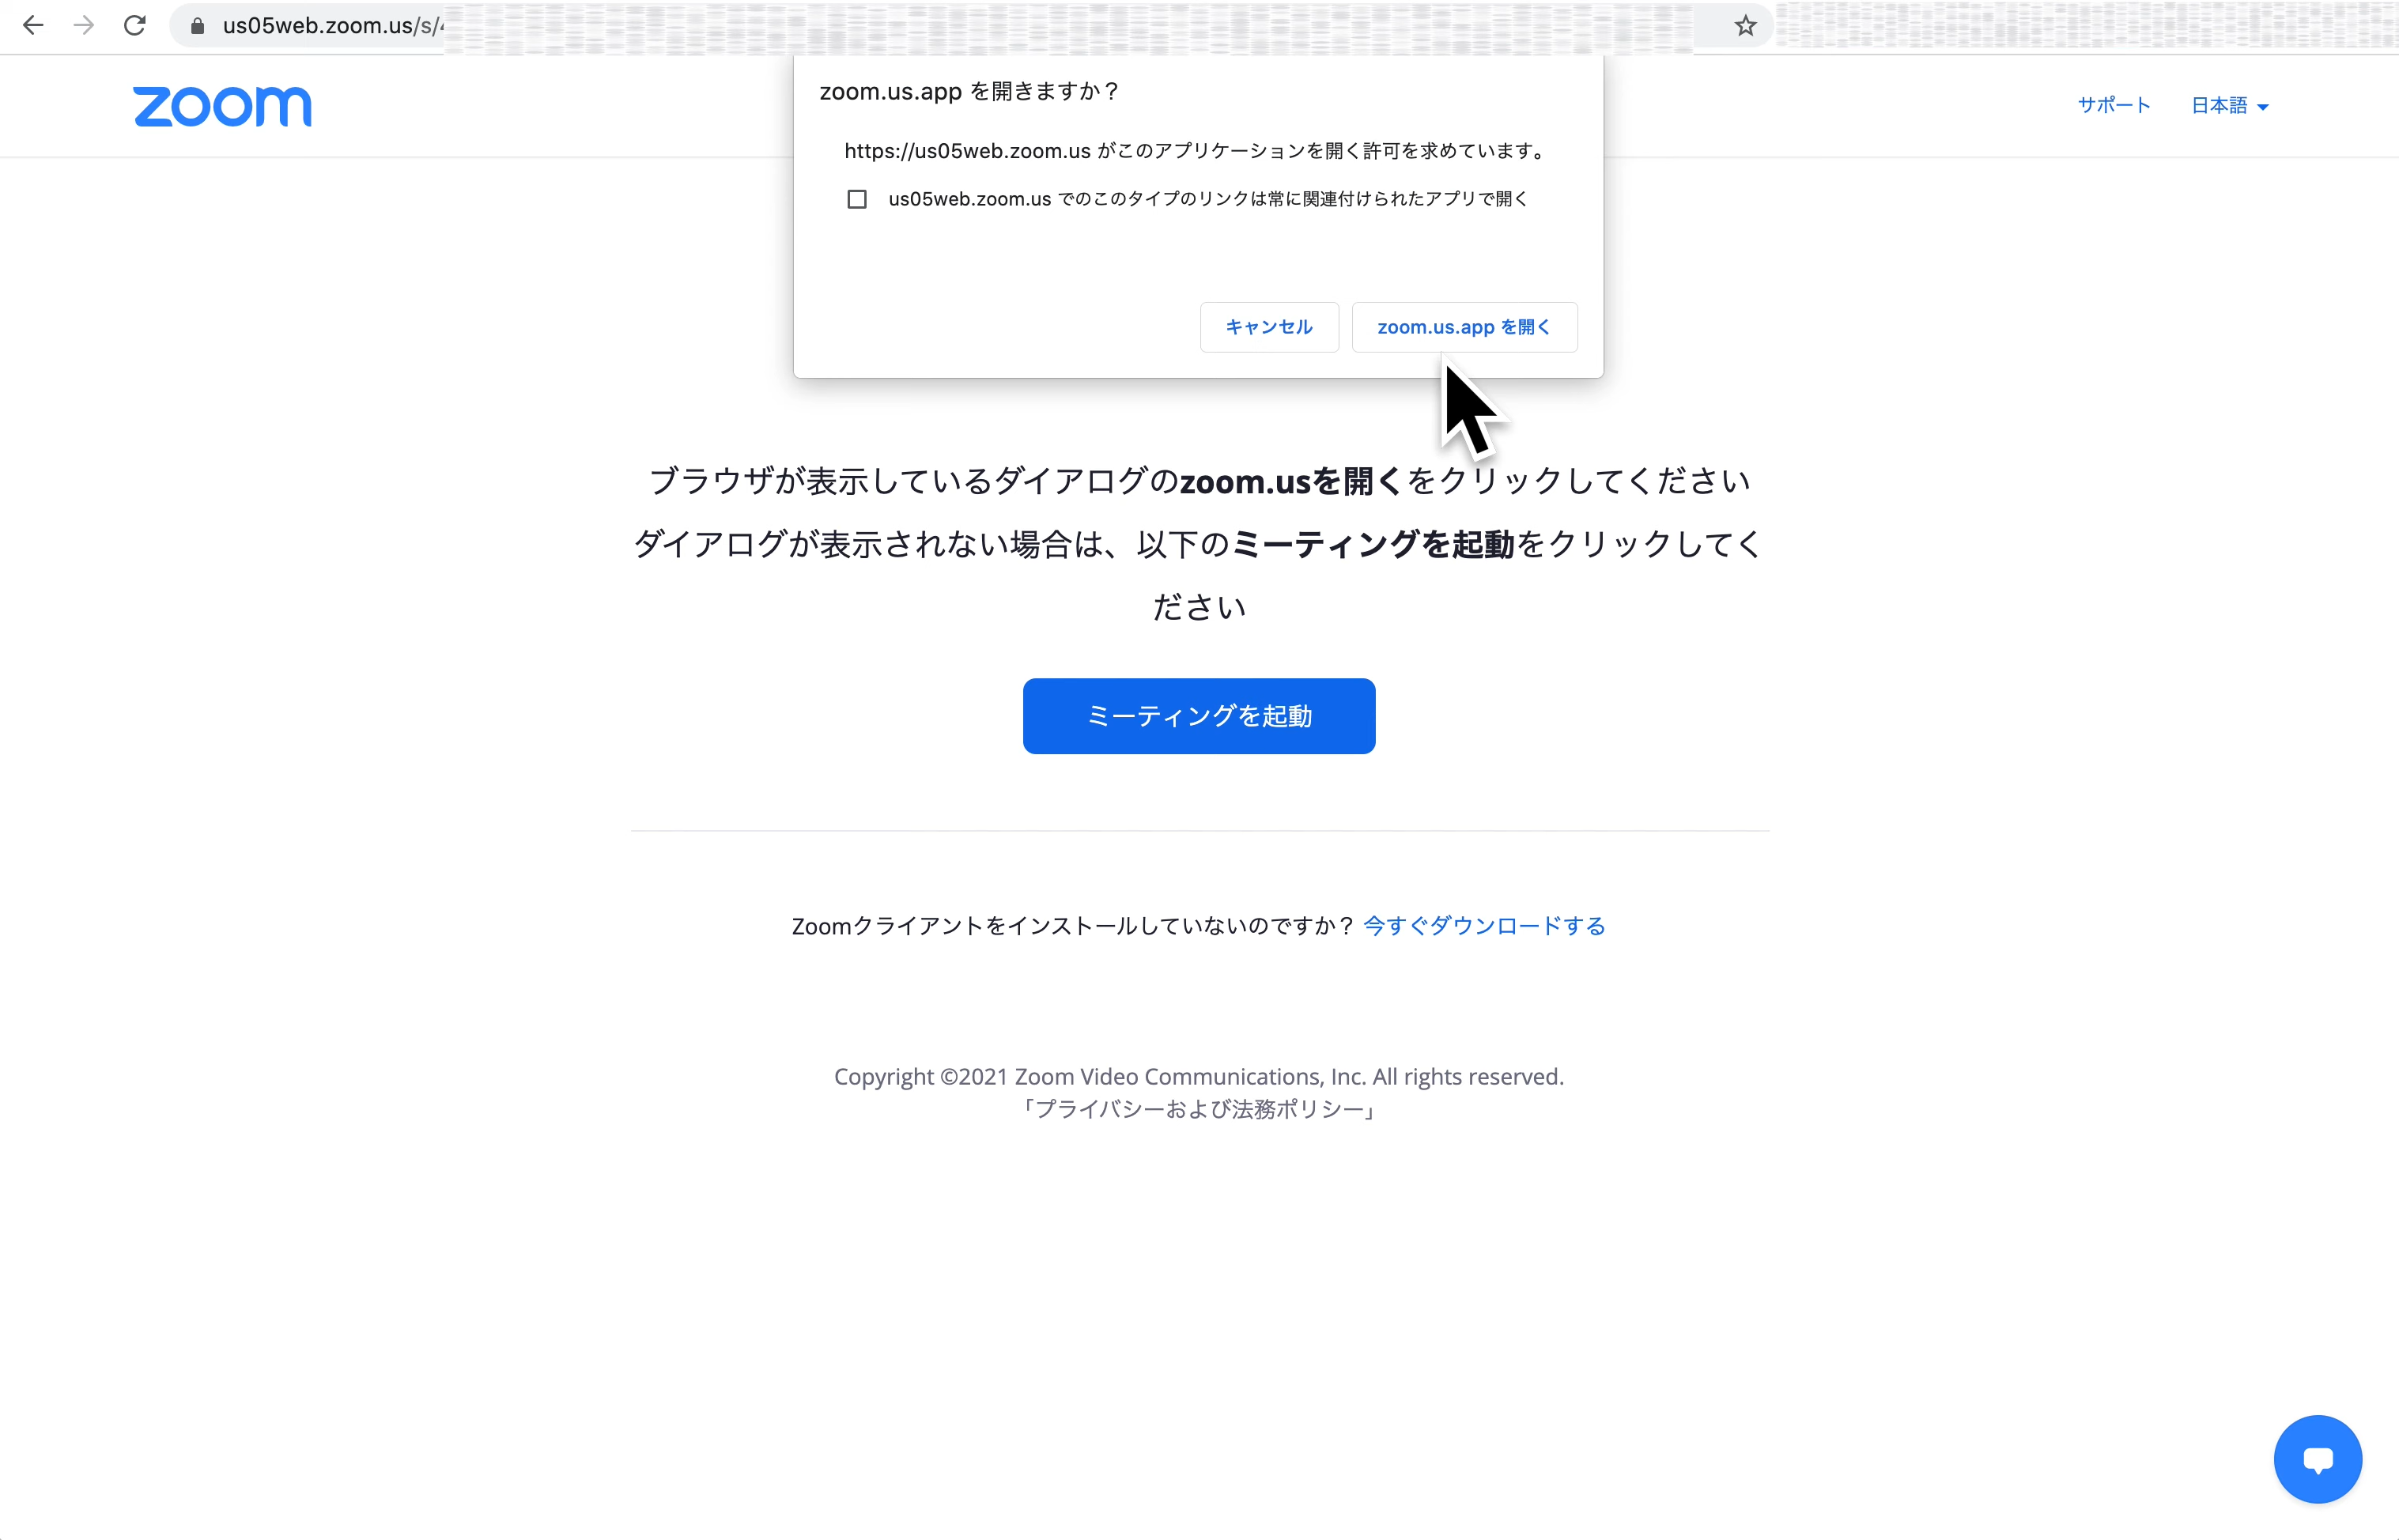 us05web.zoom.us/s/
zoom
サポート
日本語
zoom.us.app を開きますか？
https://us05web.zoom.us がこのアプリケーションを開く許可を求めています。
us05web.zoom.us でのこのタイプのリンクは常に関連付けられたアプリで開く
キャンセル
zoom.us.app を開く
ブラウザが表示しているダイアログのzoom.usを開くをクリックしてください
ダイアログが表示されない場合は、以下のミーティングを起動をクリックしてく
ださい
ミーティングを起動
Zoomクライアントをインストールしていないのですか？ 今すぐダウンロードする
Copyright ©2021 Zoom Video Communications, Inc. All rights reserved.
「プライバシーおよび法務ポリシー」